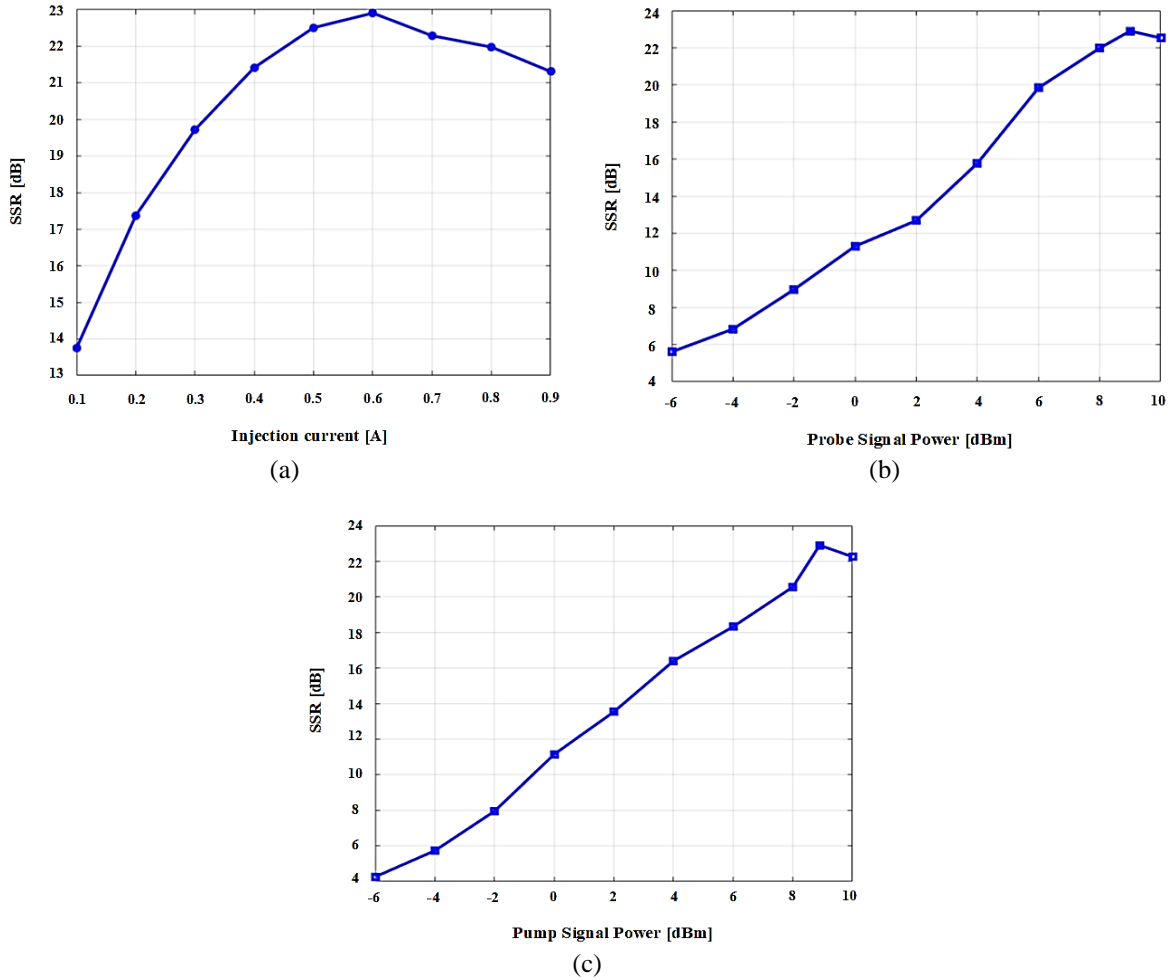 23
22
21
20
19
18
17
16
15
14
13
SSR [dB]
0.1 0.2 0.3 0.4 0.5 0.6 0.7 0.8 0.9
Injection current [A]
(a)
24
22
20
18
16
14
12
10
8
6
4
SSR [dB]
-6 -4 -2 0 2 4 6 8 10
Probe Signal Power [dBm]
(b)
24
22
20
18
16
14
12
10
8
6
4
SSR [dB]
-6 -4 -2 0 2 4 6 8 10
Pump Signal Power [dBm]
(c)